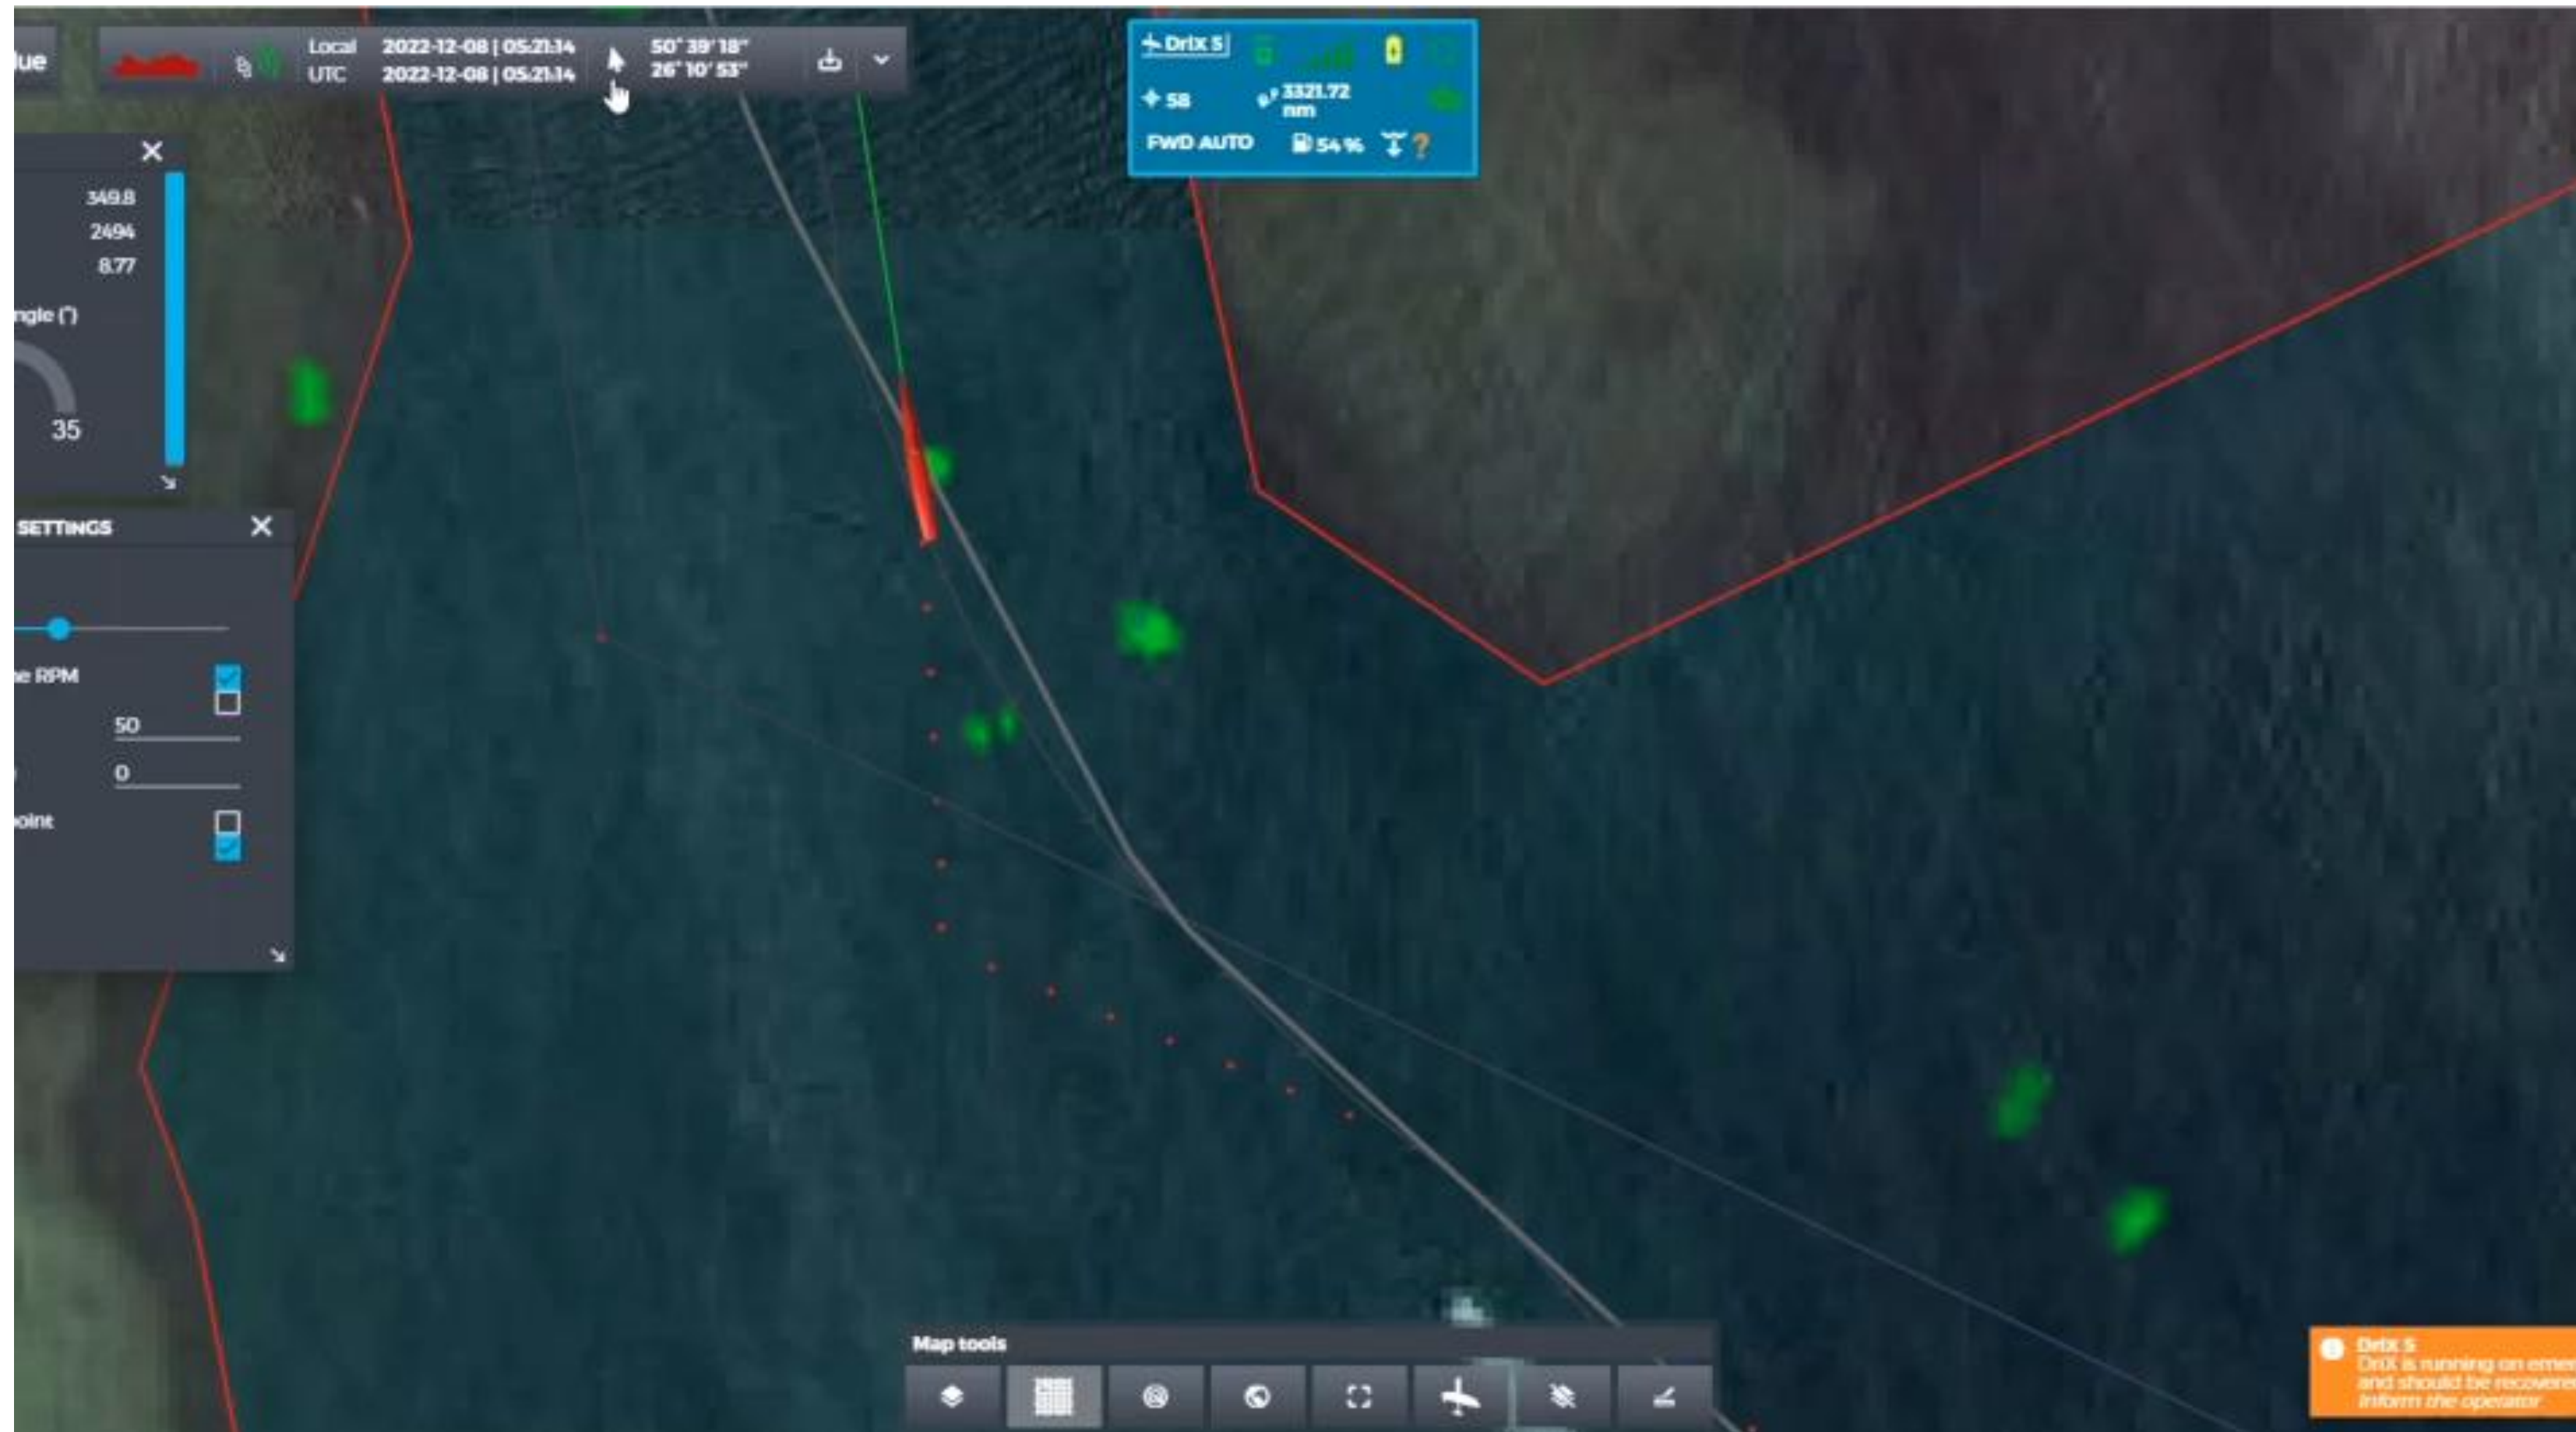 lue
Local 2022-12-08 | 05:21:14
UTC 2022-12-08 | 05:21:14
50° 39' 18"
26° 10' 53"
DriX 5
58
3321.72
nm
FWD AUTO
54 %
?
349.8
2494
8.77
ngle (°)
35
SETTINGS
ne RPM
50
0
oint
Map tools
DriX 5
DriX is running on emer
and should be recovere
Inform the operator